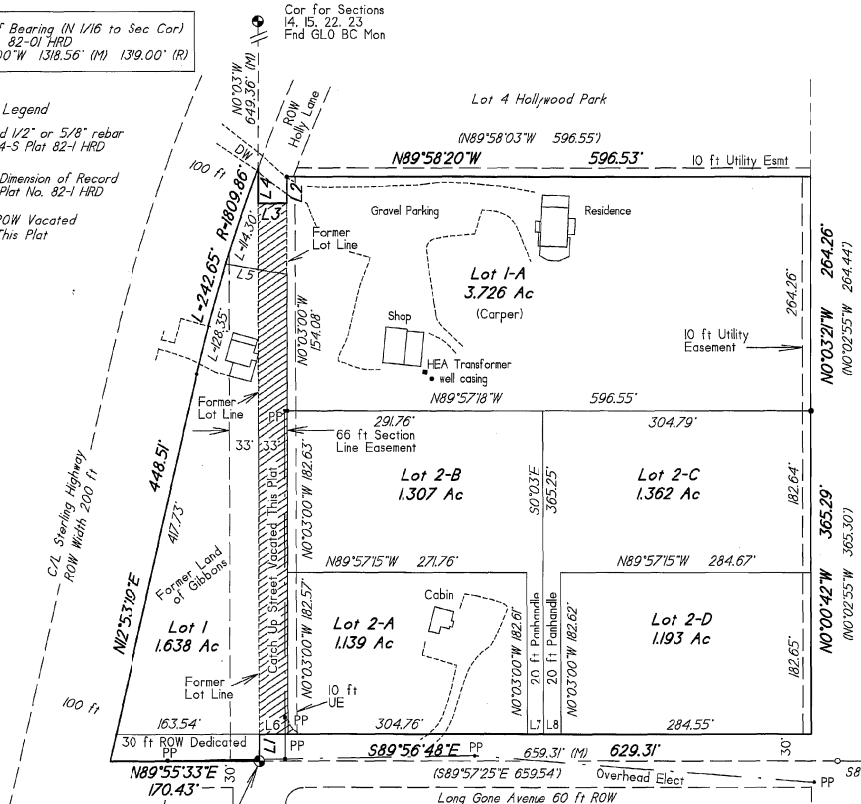 Cor for Sections
14, 15, 22, 23
Fnd GLO BC Mon
f Bearing (N 1/16 to Sec Cor)
82-01 HRD
00"W 1318.56' (M) 1319.00' (R)
N0°03'W
649.36' (M)
Legend
d 1/2" or 5/8" rebar
4-S Plat 82-1 HRD
Dimension of Record
Plat No. 82-1 HRD
ROW Vacated
This Plat
ROW
Holly Lane
Lot 4 Hollywood Park
(N89°58'03"W 596.55')
N89°58'20"W 596.53'
10 ft Utility Esmt
DW
100 ft
L4
L2
L3
L5
L=242.65' R=1809.86'
L=114.30'
L=128.35'
Former
Lot Line
Gravel Parking
Residence
Lot 1-A
3.726 Ac
(Carper)
Shop
HEA Transformer
well casing
N0°03'00"W
154.08'
264.26'
10 ft Utility
Easement
N0°03'21"W 264.26'
(N0°02'55"W 264.44')
N89°57'18"W 596.55'
Former
Lot Line
PP
291.76'
304.79'
33' 33'
66 ft Section
Line Easement
448.51'
417.73'
C/L Sterling Highway
ROW Width 200 ft
N0°03'00"W 182.63'
Lot 2-B
1.307 Ac
S0°03'E
365.25'
Lot 2-C
1.362 Ac
182.64'
N0°00'42"W 365.29'
(N0°02'55"W 365.30')
Catch Up Street Vacated This Plat
N89°57'15"W 271.76'
N89°57'15"W 284.67'
Former Land
of Gibbons
N12°53'10"E
Lot 1
1.638 Ac
N0°03'00"W 182.57'
Lot 2-A
1.139 Ac
Cabin
N0°03'00"W 182.61'
20 ft Panhandle
20 ft Panhandle
N0°03'00"W 182.62'
Lot 2-D
1.193 Ac
182.65'
Former
Lot Line
10 ft
UE
100 ft
163.54'
L6
PP
304.76'
L7
L8
284.55'
30 ft ROW Dedicated
PP
L1
PP
S89°56'48"E
PP
659.31' (M)
629.31'
30'
N89°55'33"E
170.43'
30'
(S89°57'25"E 659.54')
Overhead Elect
PP
S8
Long Gone Avenue 60 ft ROW